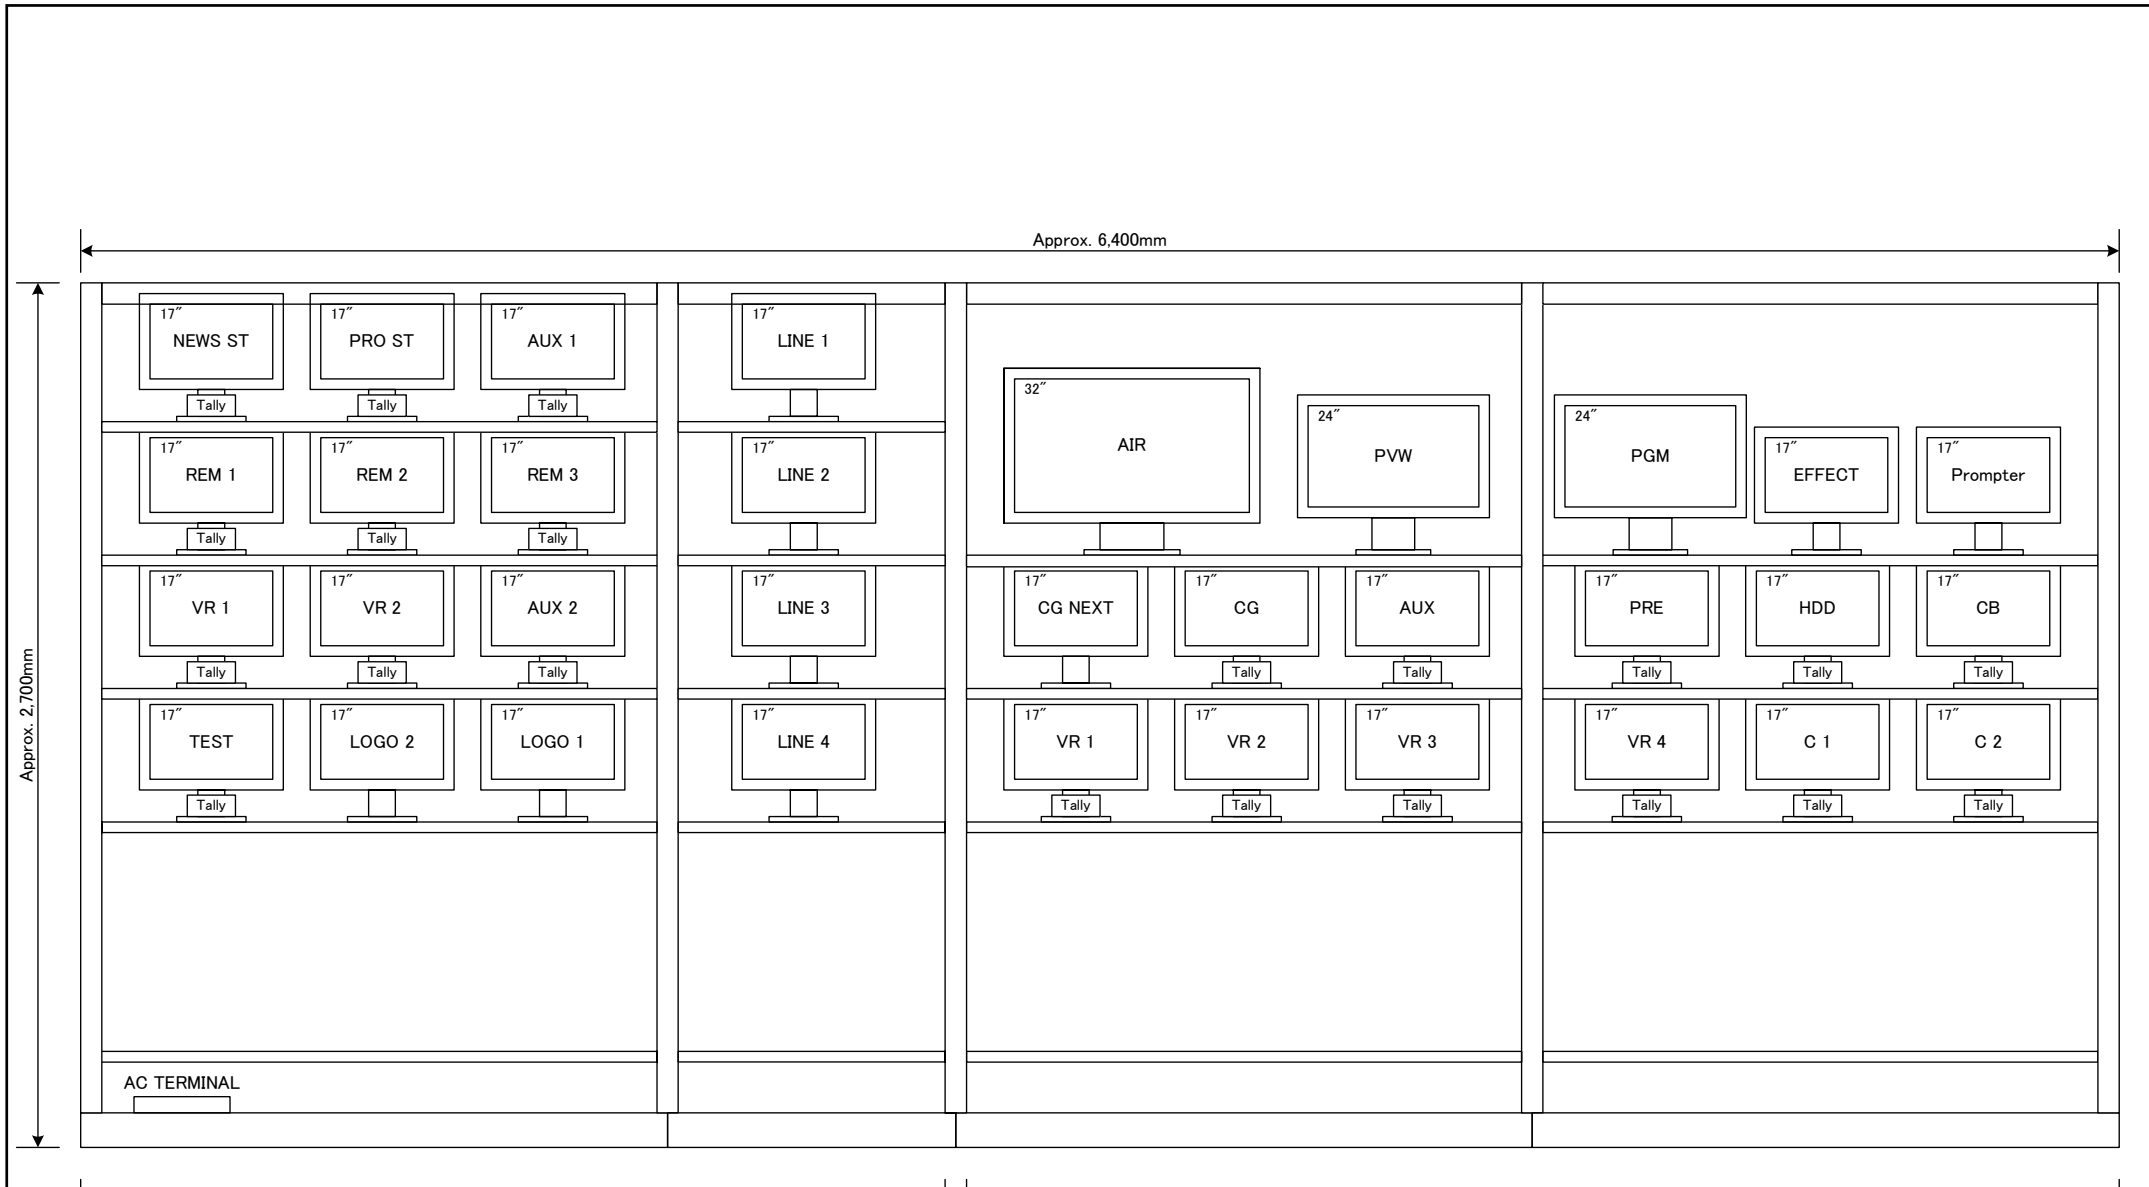 Approx. 6,400mm
Approx. 2,700mm
17″ 17″ 17″ 17″
NEWS ST PRO ST AUX 1 LINE 1
Tally Tally Tally
32″
AIR
24″
PVW
24″
PGM
17″
EFFECT
17″
Prompter
17″ 17″ 17″ 17″
REM 1 REM 2 REM 3 LINE 2
Tally Tally Tally
17″ 17″ 17″ 17″ 17″ 17″ 17″ 17″ 17″ 17″
VR 1 VR 2 AUX 2 LINE 3 CG NEXT CG AUX PRE HDD CB
Tally Tally Tally Tally Tally Tally Tally Tally
17″ 17″ 17″ 17″ 17″ 17″ 17″ 17″ 17″ 17″
TEST LOGO 2 LOGO 1 LINE 4 VR 1 VR 2 VR 3 VR 4 C 1 C 2
Tally Tally Tally Tally Tally Tally Tally
AC TERMINAL